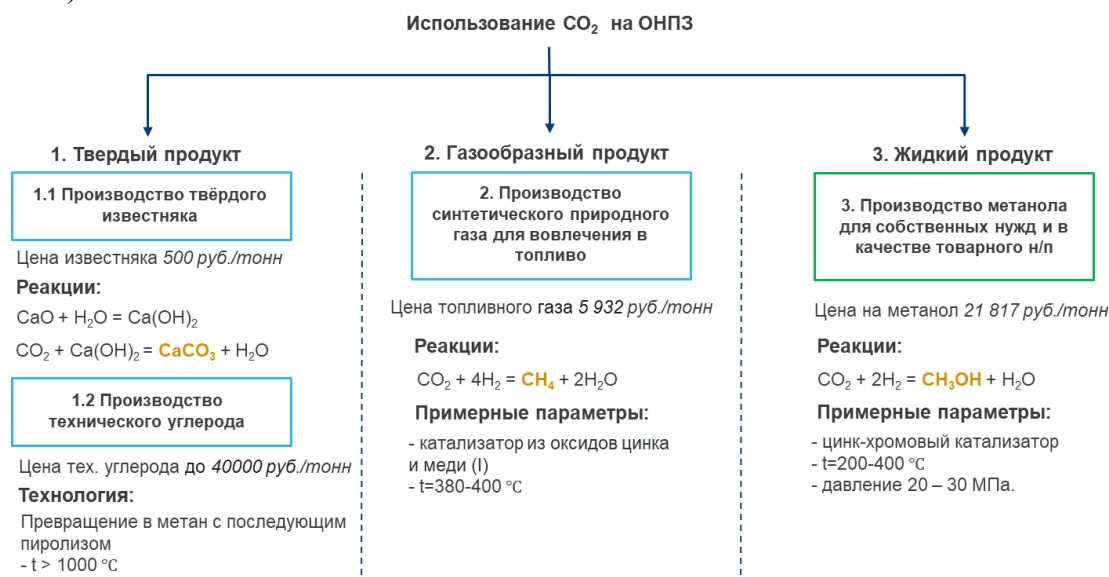 Использование CO₂ на ОНПЗ
1. Твердый продукт
1.1 Производство твёрдого
известняка
Цена известняка 500 руб./тонн
Реакции:
CaO + H₂O = Ca(OH)₂
CO₂ + Ca(OH)₂ = CaCO₃ + H₂O
1.2 Производство
технического углерода
Цена тех. углерода до 40000 руб./тонн
Технология:
Превращение в метан с последующим
пиролизом
- t > 1000 °C
2. Газообразный продукт
2. Производство
синтетического природного
газа для вовлечения в
топливо
Цена топливного газа 5 932 руб./тонн
Реакции:
CO₂ + 4H₂ = CH₄ + 2H₂O
Примерные параметры:
- катализатор из оксидов цинка
и меди (I)
- t=380-400 °C
3. Жидкий продукт
3. Производство метанола
для собственных нужд и в
качестве товарного н/п
Цена на метанол 21 817 руб./тонн
Реакции:
CO₂ + 2H₂ = CH₃OH + H₂O
Примерные параметры:
- цинк-хромовый катализатор
- t=200-400 °C
- давление 20 – 30 МПа.